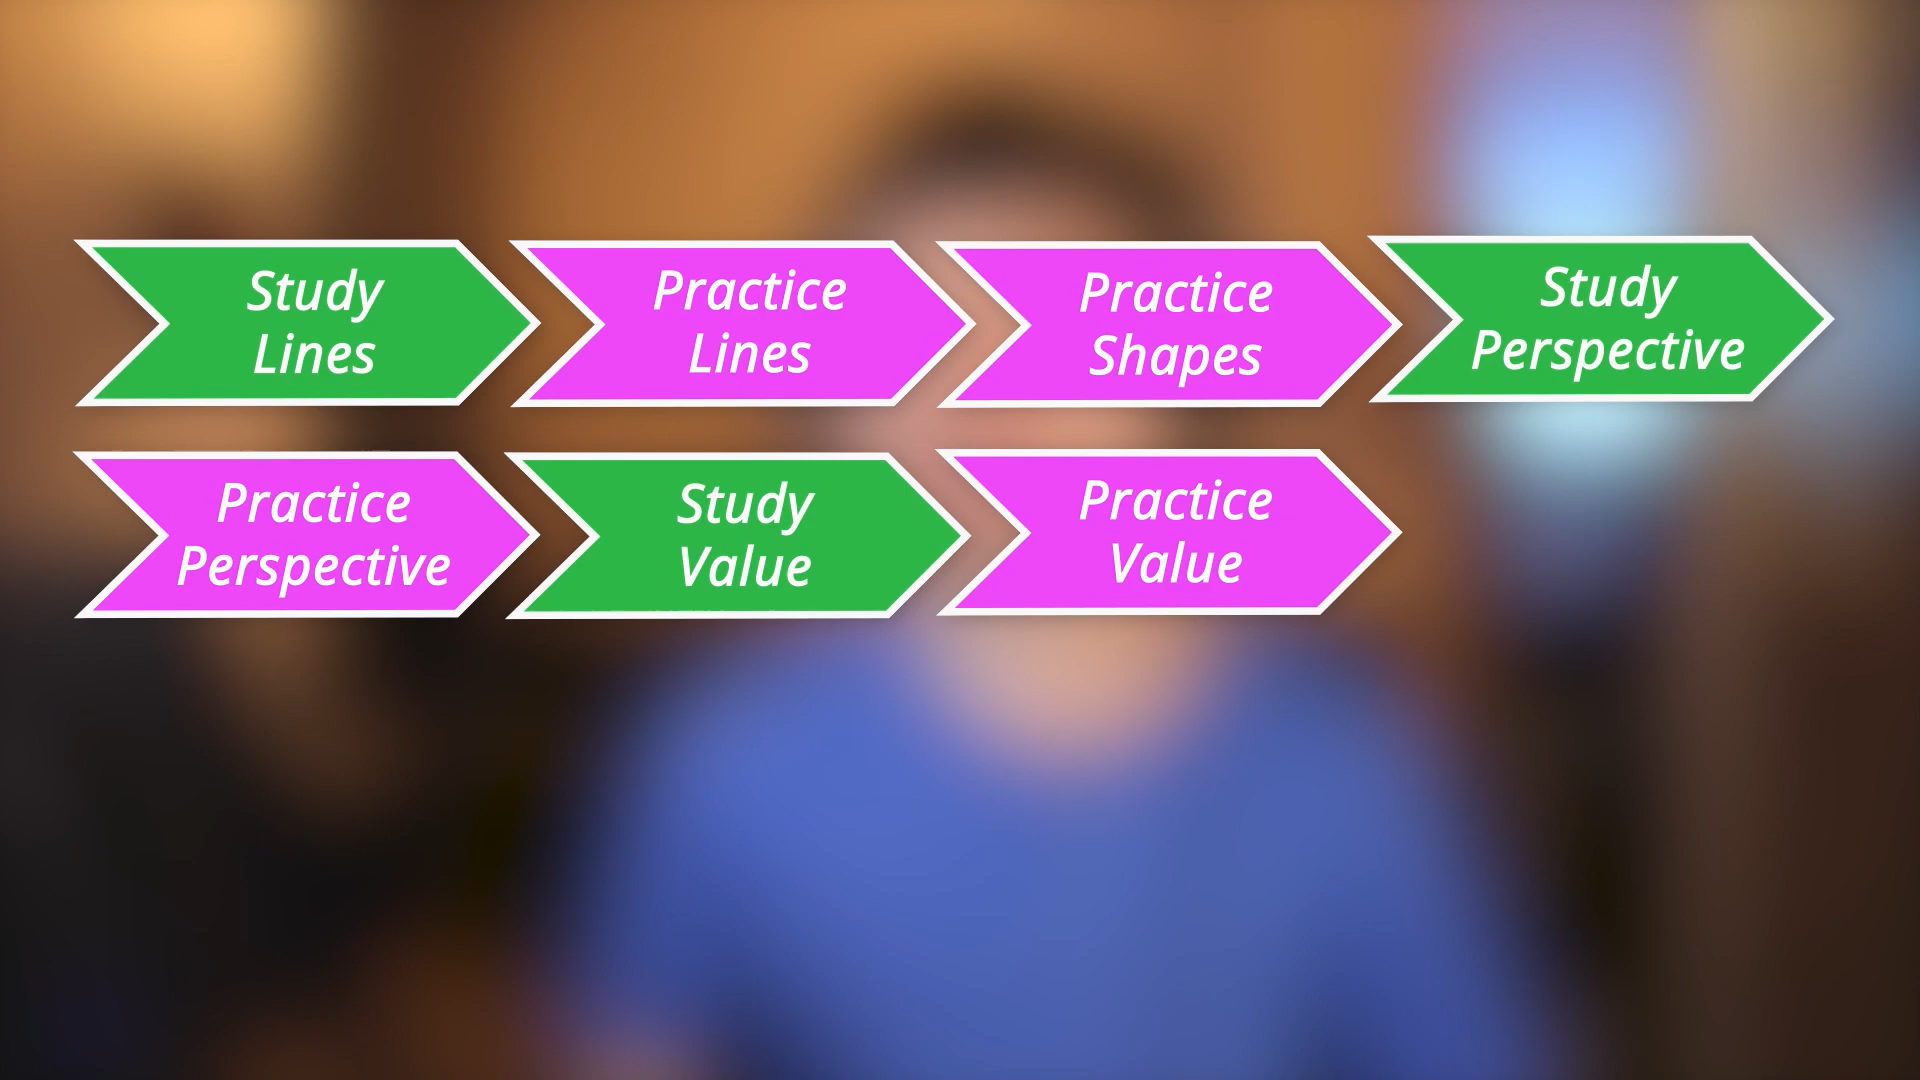 Study
Lines
Practice
Lines
Practice
Shapes
Study
Perspective
Practice
Perspective
Study
Value
Practice
Value